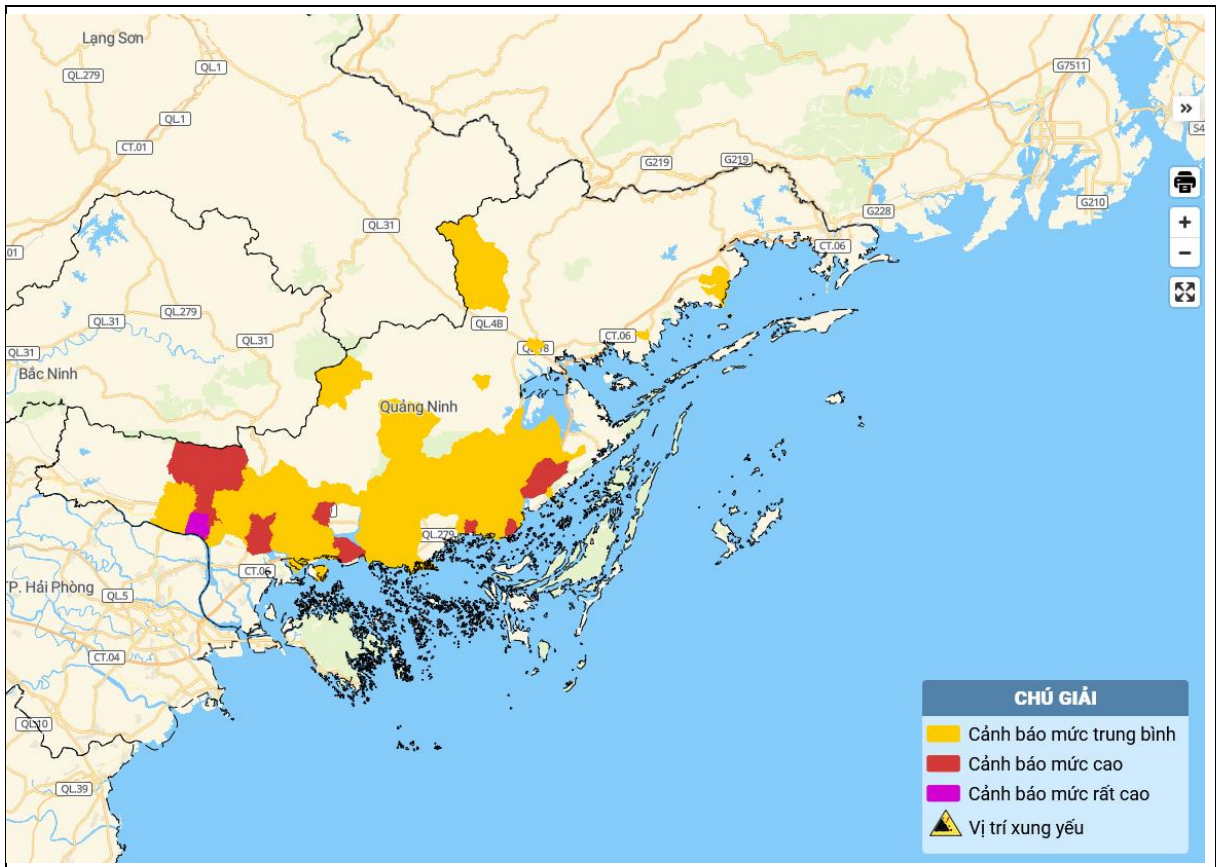 Lạng Sơn
QL.279
QL.1
G7511
»
QL.1
S4
CT.01
G219
G219
G210
G228
QL.31
+
CT.06
01
−
QL.279
QL.31
QL.4B
QL.31
CT.06
QL.31
Bắc Ninh
Quảng Ninh
QL.279
CT.06
TP. Hải Phòng
QL.5
CT.04
QL.10
QL.39
CHÚ GIẢI
Cảnh báo mức trung bình
Cảnh báo mức cao
Cảnh báo mức rất cao
Vị trí xung yếu